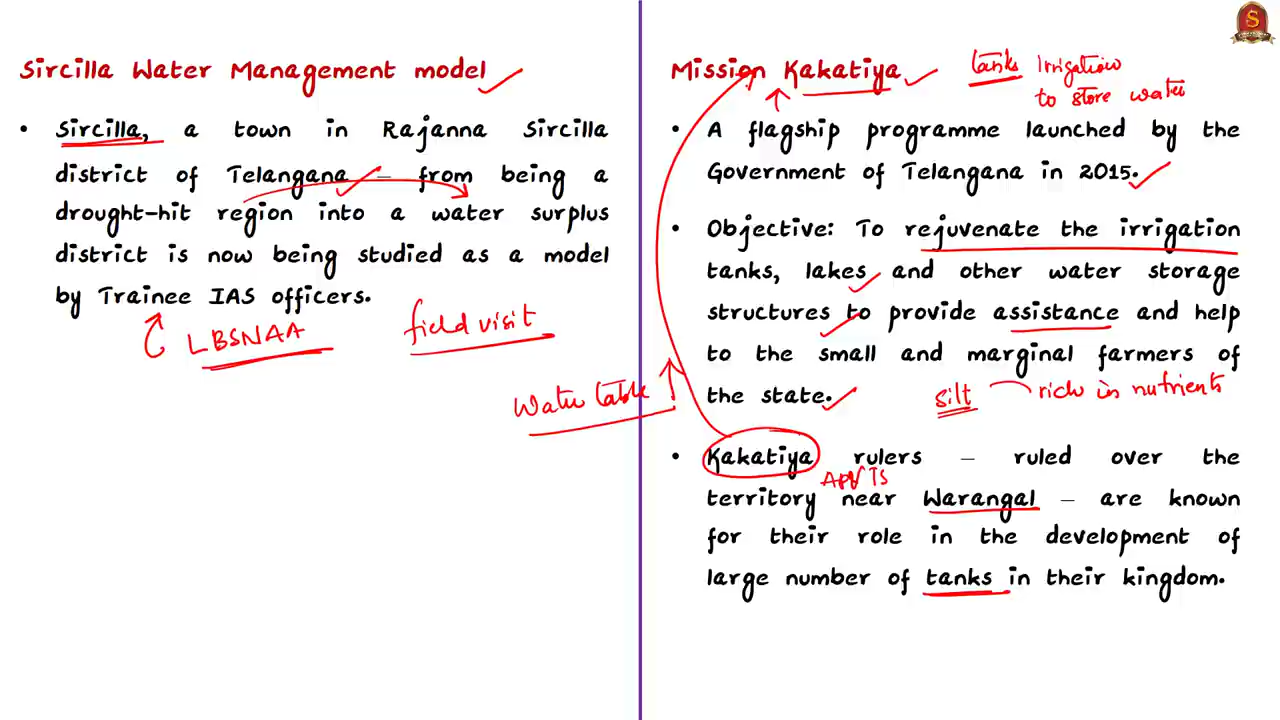 Sircilla Water Management model
• Sircilla, a town in Rajanna Sircilla
district of Telangana – from being a
drought-hit region into a water surplus
district is now being studied as a model
by Trainee IAS officers.
LBSNAA
field visit
Water table
Mission Kakatiya
tanks irrigation
to store water
• A flagship programme launched by the
Government of Telangana in 2015.
• Objective: To rejuvenate the irrigation
tanks, lakes and other water storage
structures to provide assistance and help
to the small and marginal farmers of
the state.
silt rich in nutrients
• Kakatiya rulers – ruled over the
TS
territory near Warangal – are known
for their role in the development of
large number of tanks in their kingdom.
S